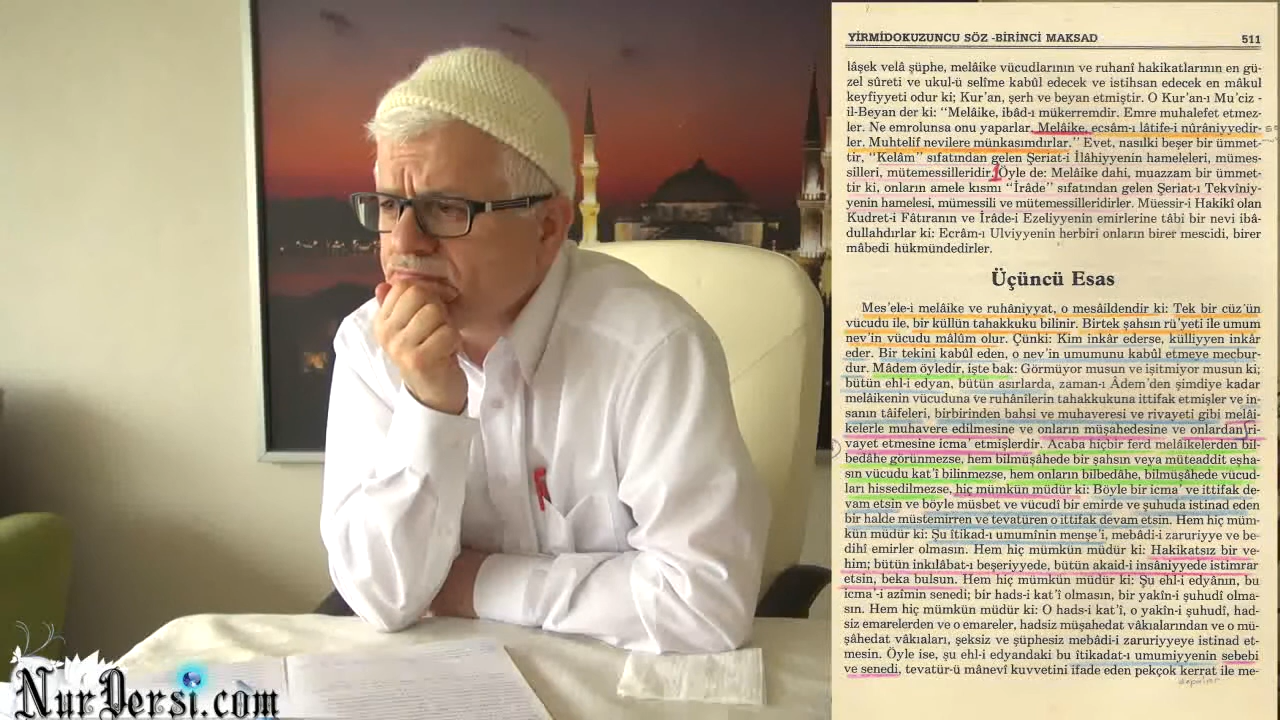 YİRMİDOKUZUNCU SÖZ -BİRİNCİ MAKSAD 511
lâşek velâ şüphe, melâike vücudlarının ve ruhanî hakikatlarının en gü-
zel sûreti ve ukul-ü selîme kabûl edecek ve istihsan edecek en mâkul
keyfiyyeti odur ki; Kur'an, şerh ve beyan etmiştir. O Kur'an-ı Mu'ciz -
il-Beyan der ki: "Melâike, ibâd-ı mükerremdir. Emre muhalefet etmez-
ler. Ne emrolunsa onu yaparlar. Melâike, ecsâm-ı lâtife-i nûrâniyyedir-
ler. Muhtelif nevilere münkasımdırlar." Evet, nasılki beşer bir ümmet-
tir, "Kelâm" sıfatından gelen Şeriat-i İlâhiyyenin hameleleri, mümes-
silleri, mütemessilleridir. Öyle de: Melâike dahi, muazzam bir ümmet-
tir ki, onların amele kısmı "İrâde" sıfatından gelen Şeriat-ı Tekviniy-
yenin hamelesi, mümessili ve mütemessilleridirler. Müessir-i Hakîkî olan
Kudret-i Fâtıranın ve İrâde-i Ezeliyyenin emirlerine tâbi bir nevi ibâ-
dullahdırlar ki: Ecrâm-ı Ulviyyenin herbiri onların birer mescidi, birer
mâbedi hükmündedirler.
Üçüncü Esas
Mes'ele-i melâike ve ruhâniyyat, o mesâildendir ki: Tek bir cüz'ün
vücudu ile, bir küllün tahakkuku bilinir. Birtek şahsın rü'yeti ile umum
nev'in vücudu mâlûm olur. Çünki: Kim inkâr ederse, külliyyen inkâr
eder. Bir tekini kabûl eden, o nev'in umumunu kabûl etmeye mecbur-
dur. Mâdem öyledir, işte bak: Görmüyor musun ve işitmiyor musun ki;
bütün ehl-i edyan, bütün asırlarda, zaman-ı Âdem'den şimdiye kadar
melâikenin vücuduna ve ruhânîlerin tahakkukuna ittifak etmişler ve in-
sanın tâifeleri, birbirinden bahsi ve muhaveresi ve rivayeti gibi melâi-
kelerle muhavere edilmesine ve onların müşahedesine ve onlardan ri-
vayet etmesine icma' etmişlerdir. Acaba hiçbir ferd melâikelerden bil-
bedâhe görünmezse, hem bilmüşâhede bir şahsın veya müteaddit eşha-
sın vücudu kat'î bilinmezse, hem onların bilbedâhe, bilmüşâhede vücud-
ları hissedilmezse, hiç mümkün müdür ki: Böyle bir icma' ve ittifak de-
vam etsin ve böyle müsbet ve vücudî bir emirde ve şuhuda istinad eden
bir halde müstemirren ve tevatüren o ittifak devam etsin. Hem hiç müm-
kün müdür ki: Şu îtikad-ı umumînin menşe'i, mebâdi-i zaruriyye ve be-
dihî emirler olmasın. Hem hiç mümkün müdür ki: Hakikatsız bir ve-
him; bütün inkılâbat-ı beşeriyyede, bütün akaid-i insâniyyede istimrar
etsin, beka bulsun. Hem hiç mümkün müdür ki: Şu ehl-i edyânın, bu
icma'-i azîmin senedi; bir hads-i kat'î olmasın, bir yakîn-i şuhudî olma-
sın. Hem hiç mümkün müdür ki: O hads-i kat'î, o yakîn-i şuhudî, had-
siz emarelerden ve o emareler, hadsiz müşahedat vâkıalarından ve o mü-
şâhedat vâkıaları, şeksiz ve şüphesiz mebâdi-i zaruriyyeye istinad et-
mesin. Öyle ise, şu ehl-i edyandaki bu îtikadat-ı umumiyyenin sebebi
ve senedi, tevatür-ü mânevî kuvvetini ifade eden pekçok kerrat ile me-
NurDersi.com